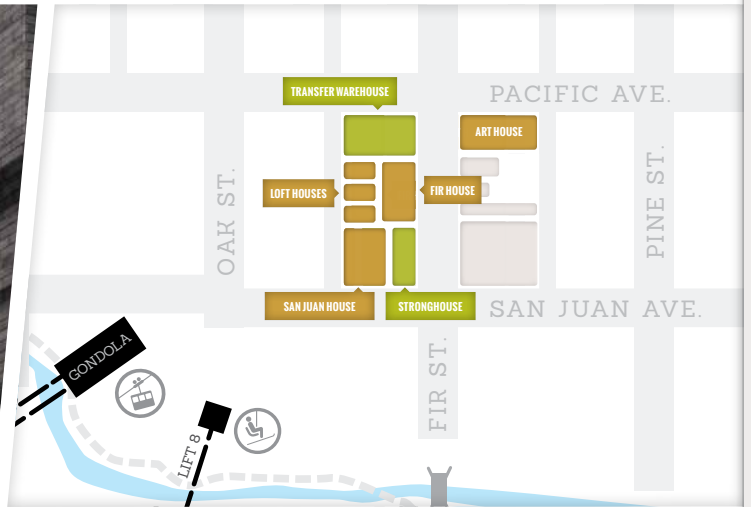 TRANSFER WAREHOUSE
PACIFIC AVE.
ART HOUSE
LOFT HOUSES
FIR HOUSE
OAK ST.
PINE ST.
SAN JUAN HOUSE
STRONGHOUSE
SAN JUAN AVE.
GONDOLA
FIR ST.
LIFT 8